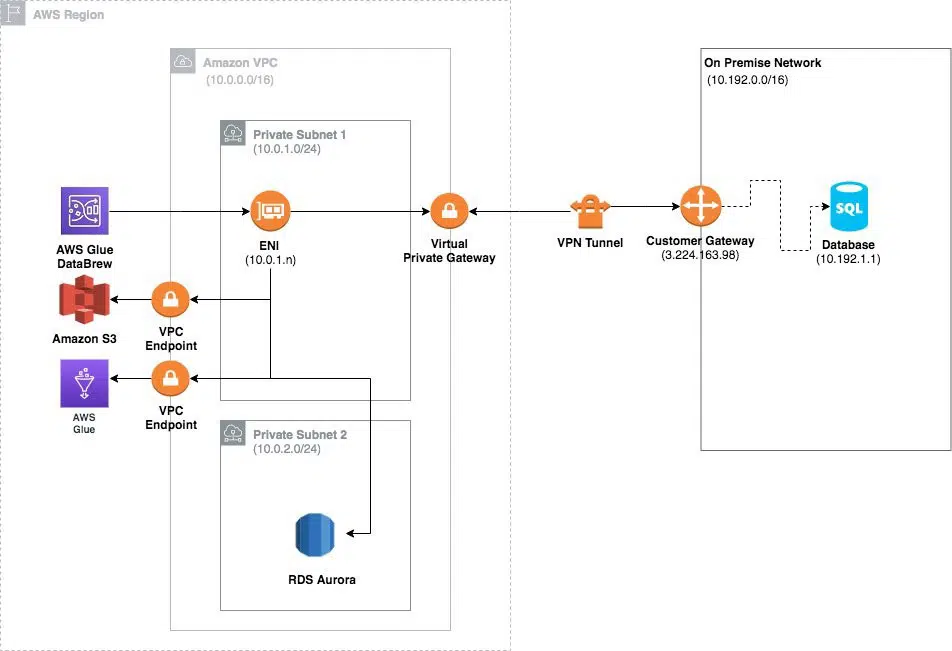 AWS Region
Amazon VPC
(10.0.0.0/16)
On Premise Network
(10.192.0.0/16)
Private Subnet 1
(10.0.1.0/24)
AWS Glue
DataBrew
ENI
(10.0.1.n)
Virtual
Private Gateway
VPN Tunnel
Customer Gateway
(3.224.163.98)
SQL
Database
(10.192.1.1)
Amazon S3
VPC
Endpoint
AWS
Glue
VPC
Endpoint
Private Subnet 2
(10.0.2.0/24)
RDS Aurora